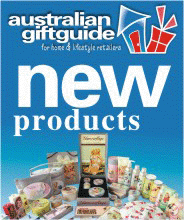 australian
giftguide
for home & lifestyle retailers
new
products